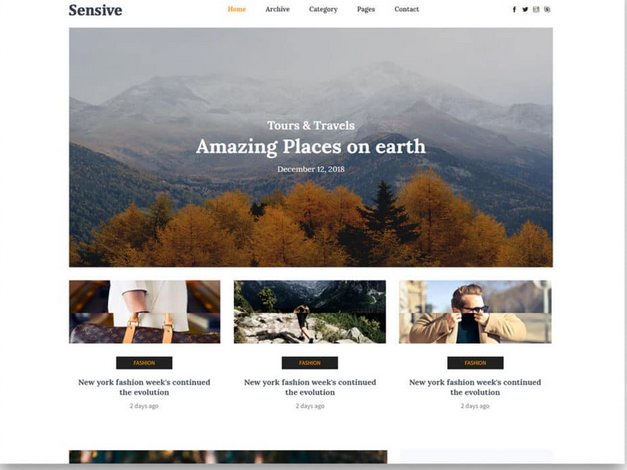 Sensive
Home Archive Category Pages Contact
Tours & Travels
Amazing Places on earth
December 12, 2018
FASHION FASHION FASHION
New york fashion week's continued
the evolution
New york fashion week's continued
the evolution
New york fashion week's continued
the evolution
2 days ago 2 days ago 2 days ago